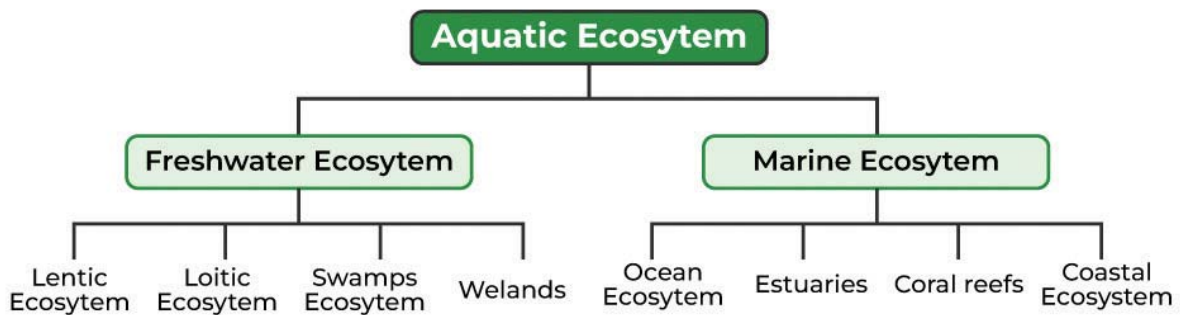 Aquatic Ecosytem
Freshwater Ecosytem
Marine Ecosytem
Lentic
Ecosytem
Loitic
Ecosytem
Swamps
Ecosytem
Welands
Ocean
Ecosytem
Estuaries
Coral reefs
Coastal
Ecosystem